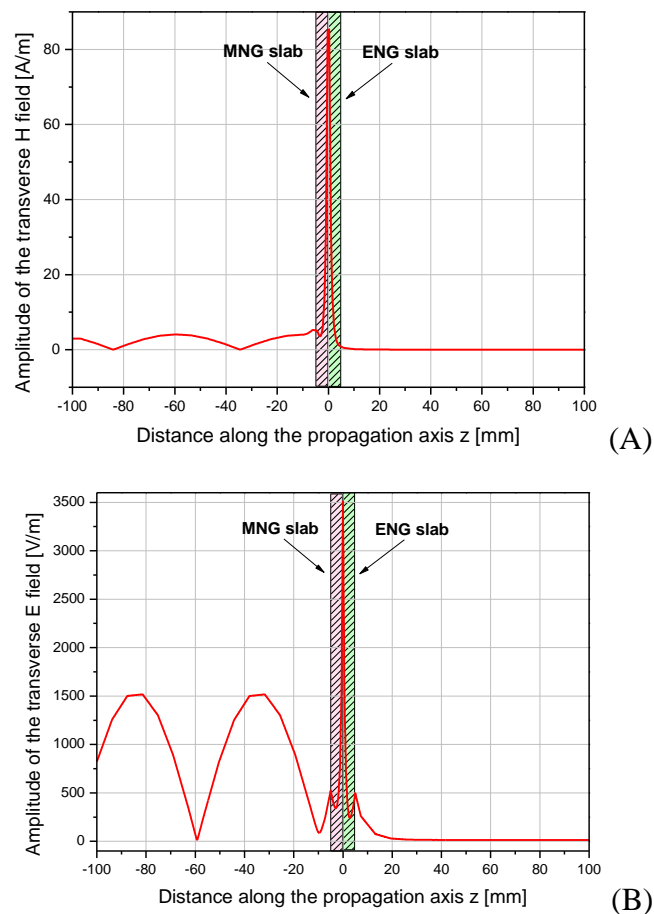 Amplitude of the transverse H field [A/m]
80
60
40
20
0
MNG slab
ENG slab
-100 -80 -60 -40 -20 0 20 40 60 80 100
Distance along the propagation axis z [mm]
(A)
Amplitude of the transverse E field [V/m]
3500
3000
2500
2000
1500
1000
500
0
MNG slab
ENG slab
-100 -80 -60 -40 -20 0 20 40 60 80 100
Distance along the propagation axis z [mm]
(B)